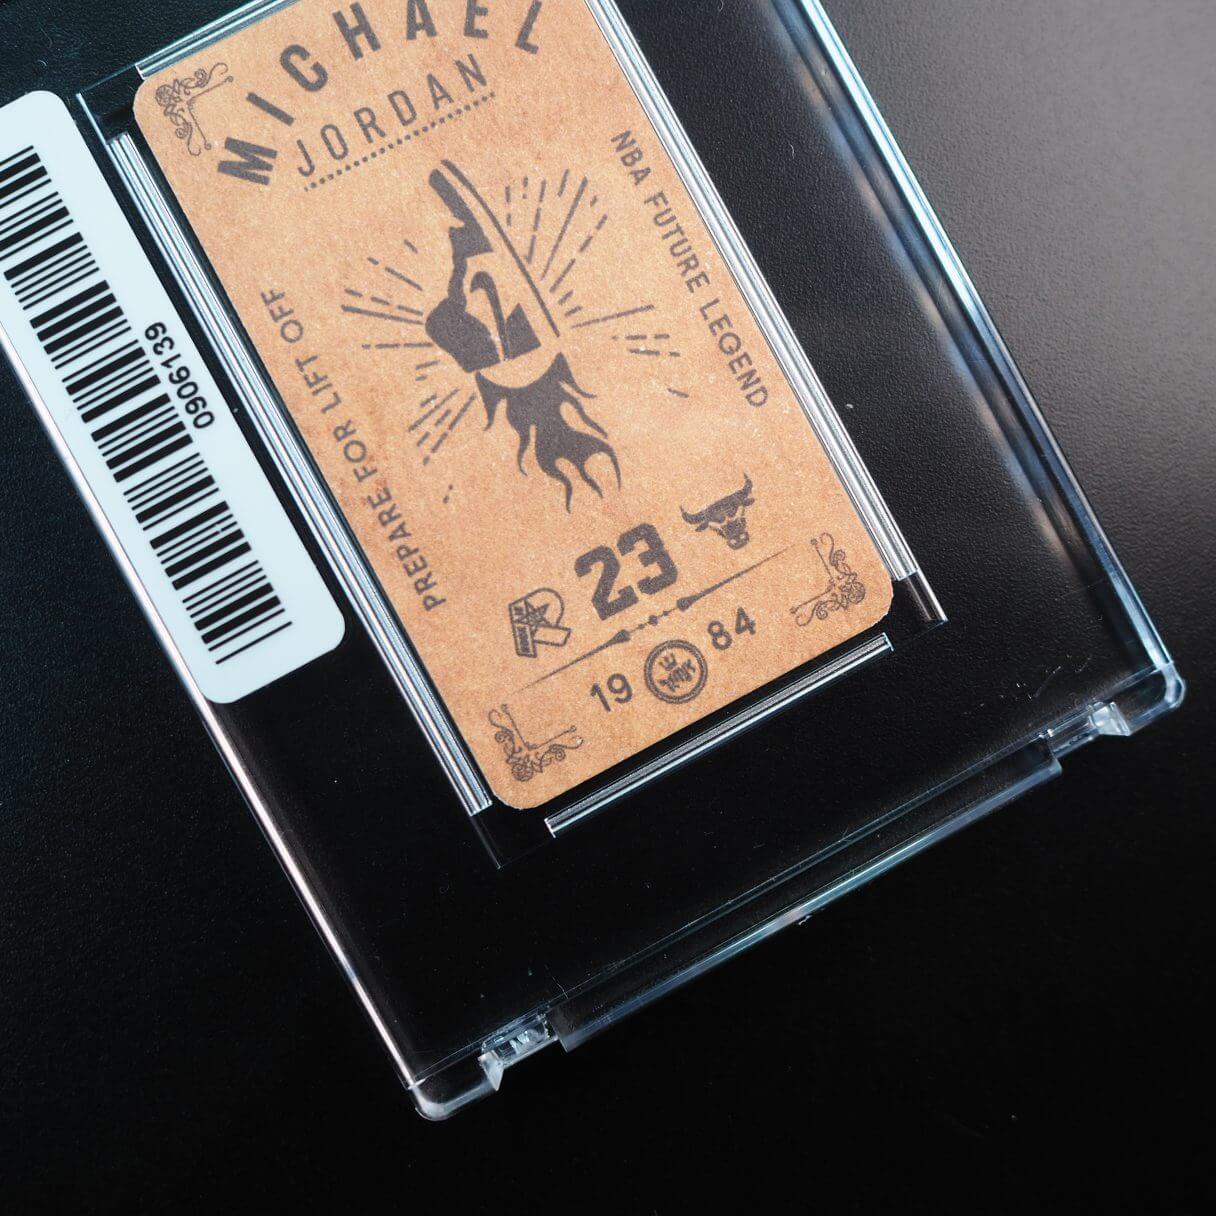 MICHAEL
JORDAN
NBA FUTURE LEGEND
PREPARE FOR LIFT OFF
23
19 84
0906139